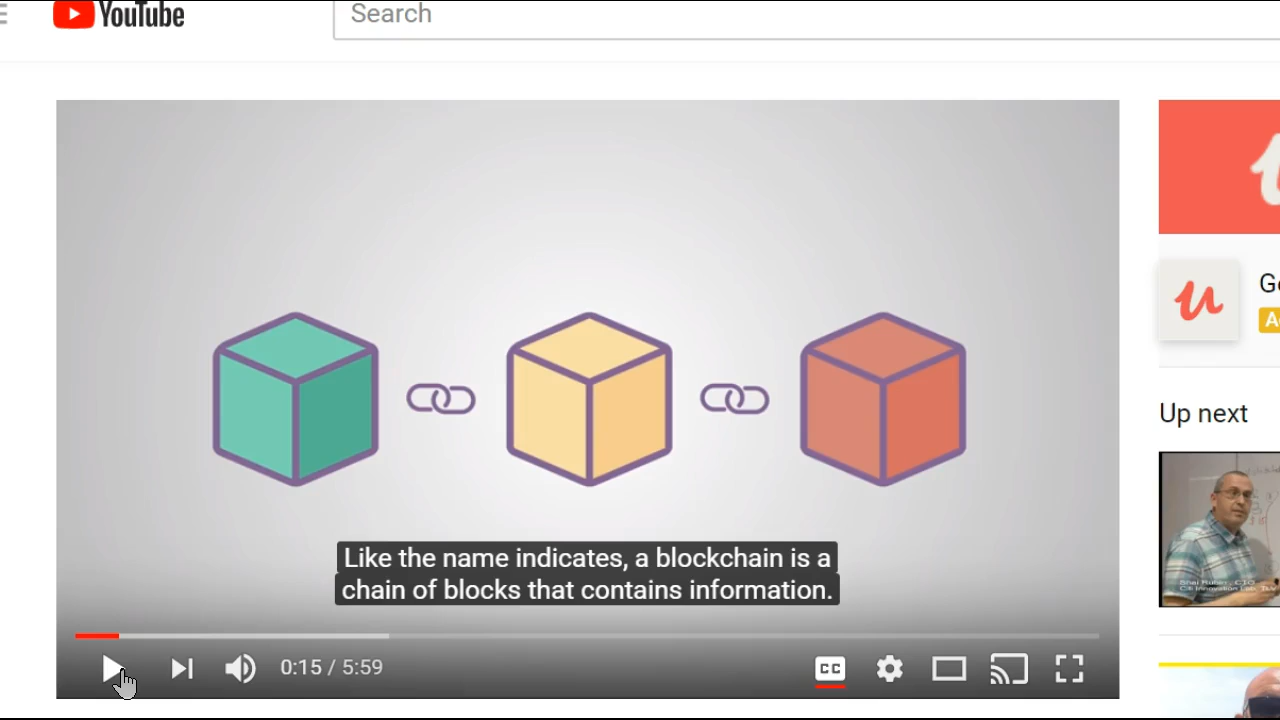 YouTube
Search
Like the name indicates, a blockchain is a
chain of blocks that contains information.
0:15 / 5:59
CC
u
Up next